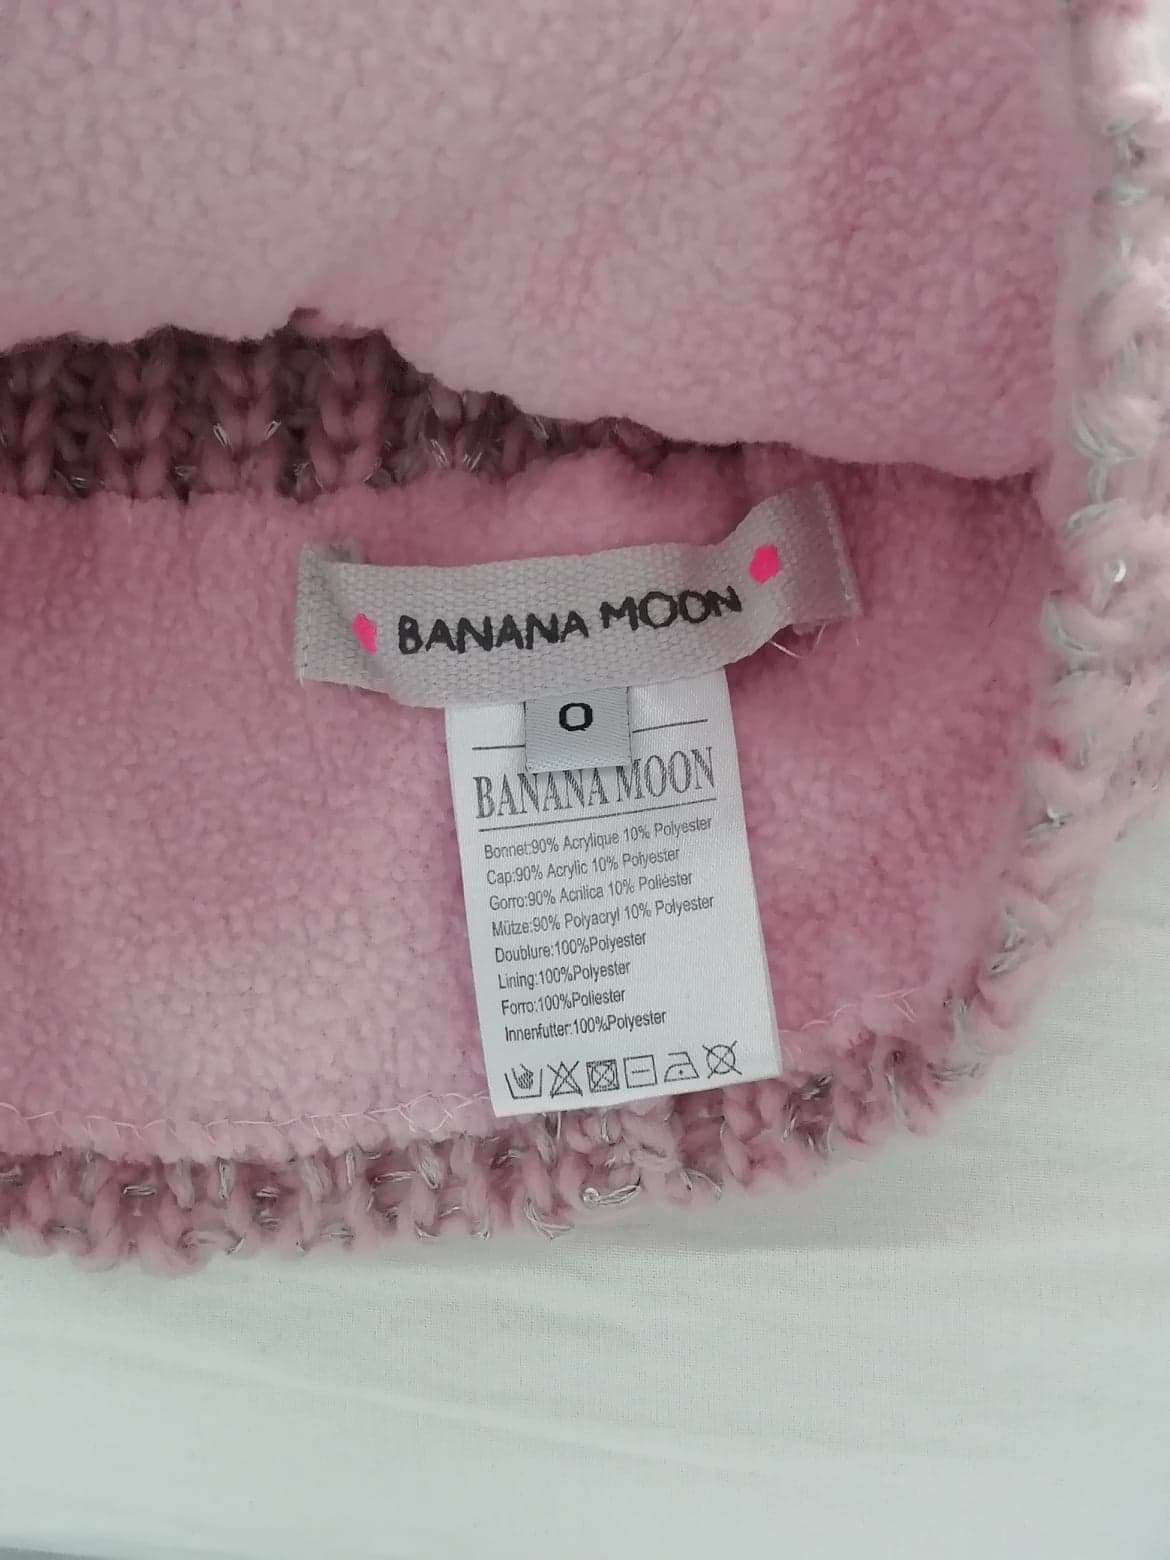 BANANA MOON
0
BANANA MOON
Bonnet:90% Acrylique 10% Polyester
Cap:90% Acrylic 10% Polyester
Gorro:90% Acrilica 10% Poliéster
Mütze:90% Polyacryl 10% Polyester
Doublure:100%Polyester
Lining:100%Polyester
Forro:100%Poliester
Innenfutter:100%Polyester